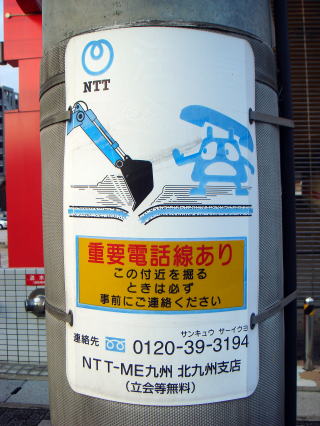 NTT
重要電話線あり
この付近を掘る
ときは必ず
事前にご連絡ください
サンキュウ サーイクヨ
連絡先 0120-39-3194
NTT-ME九州 北九州支店
(立会等無料)